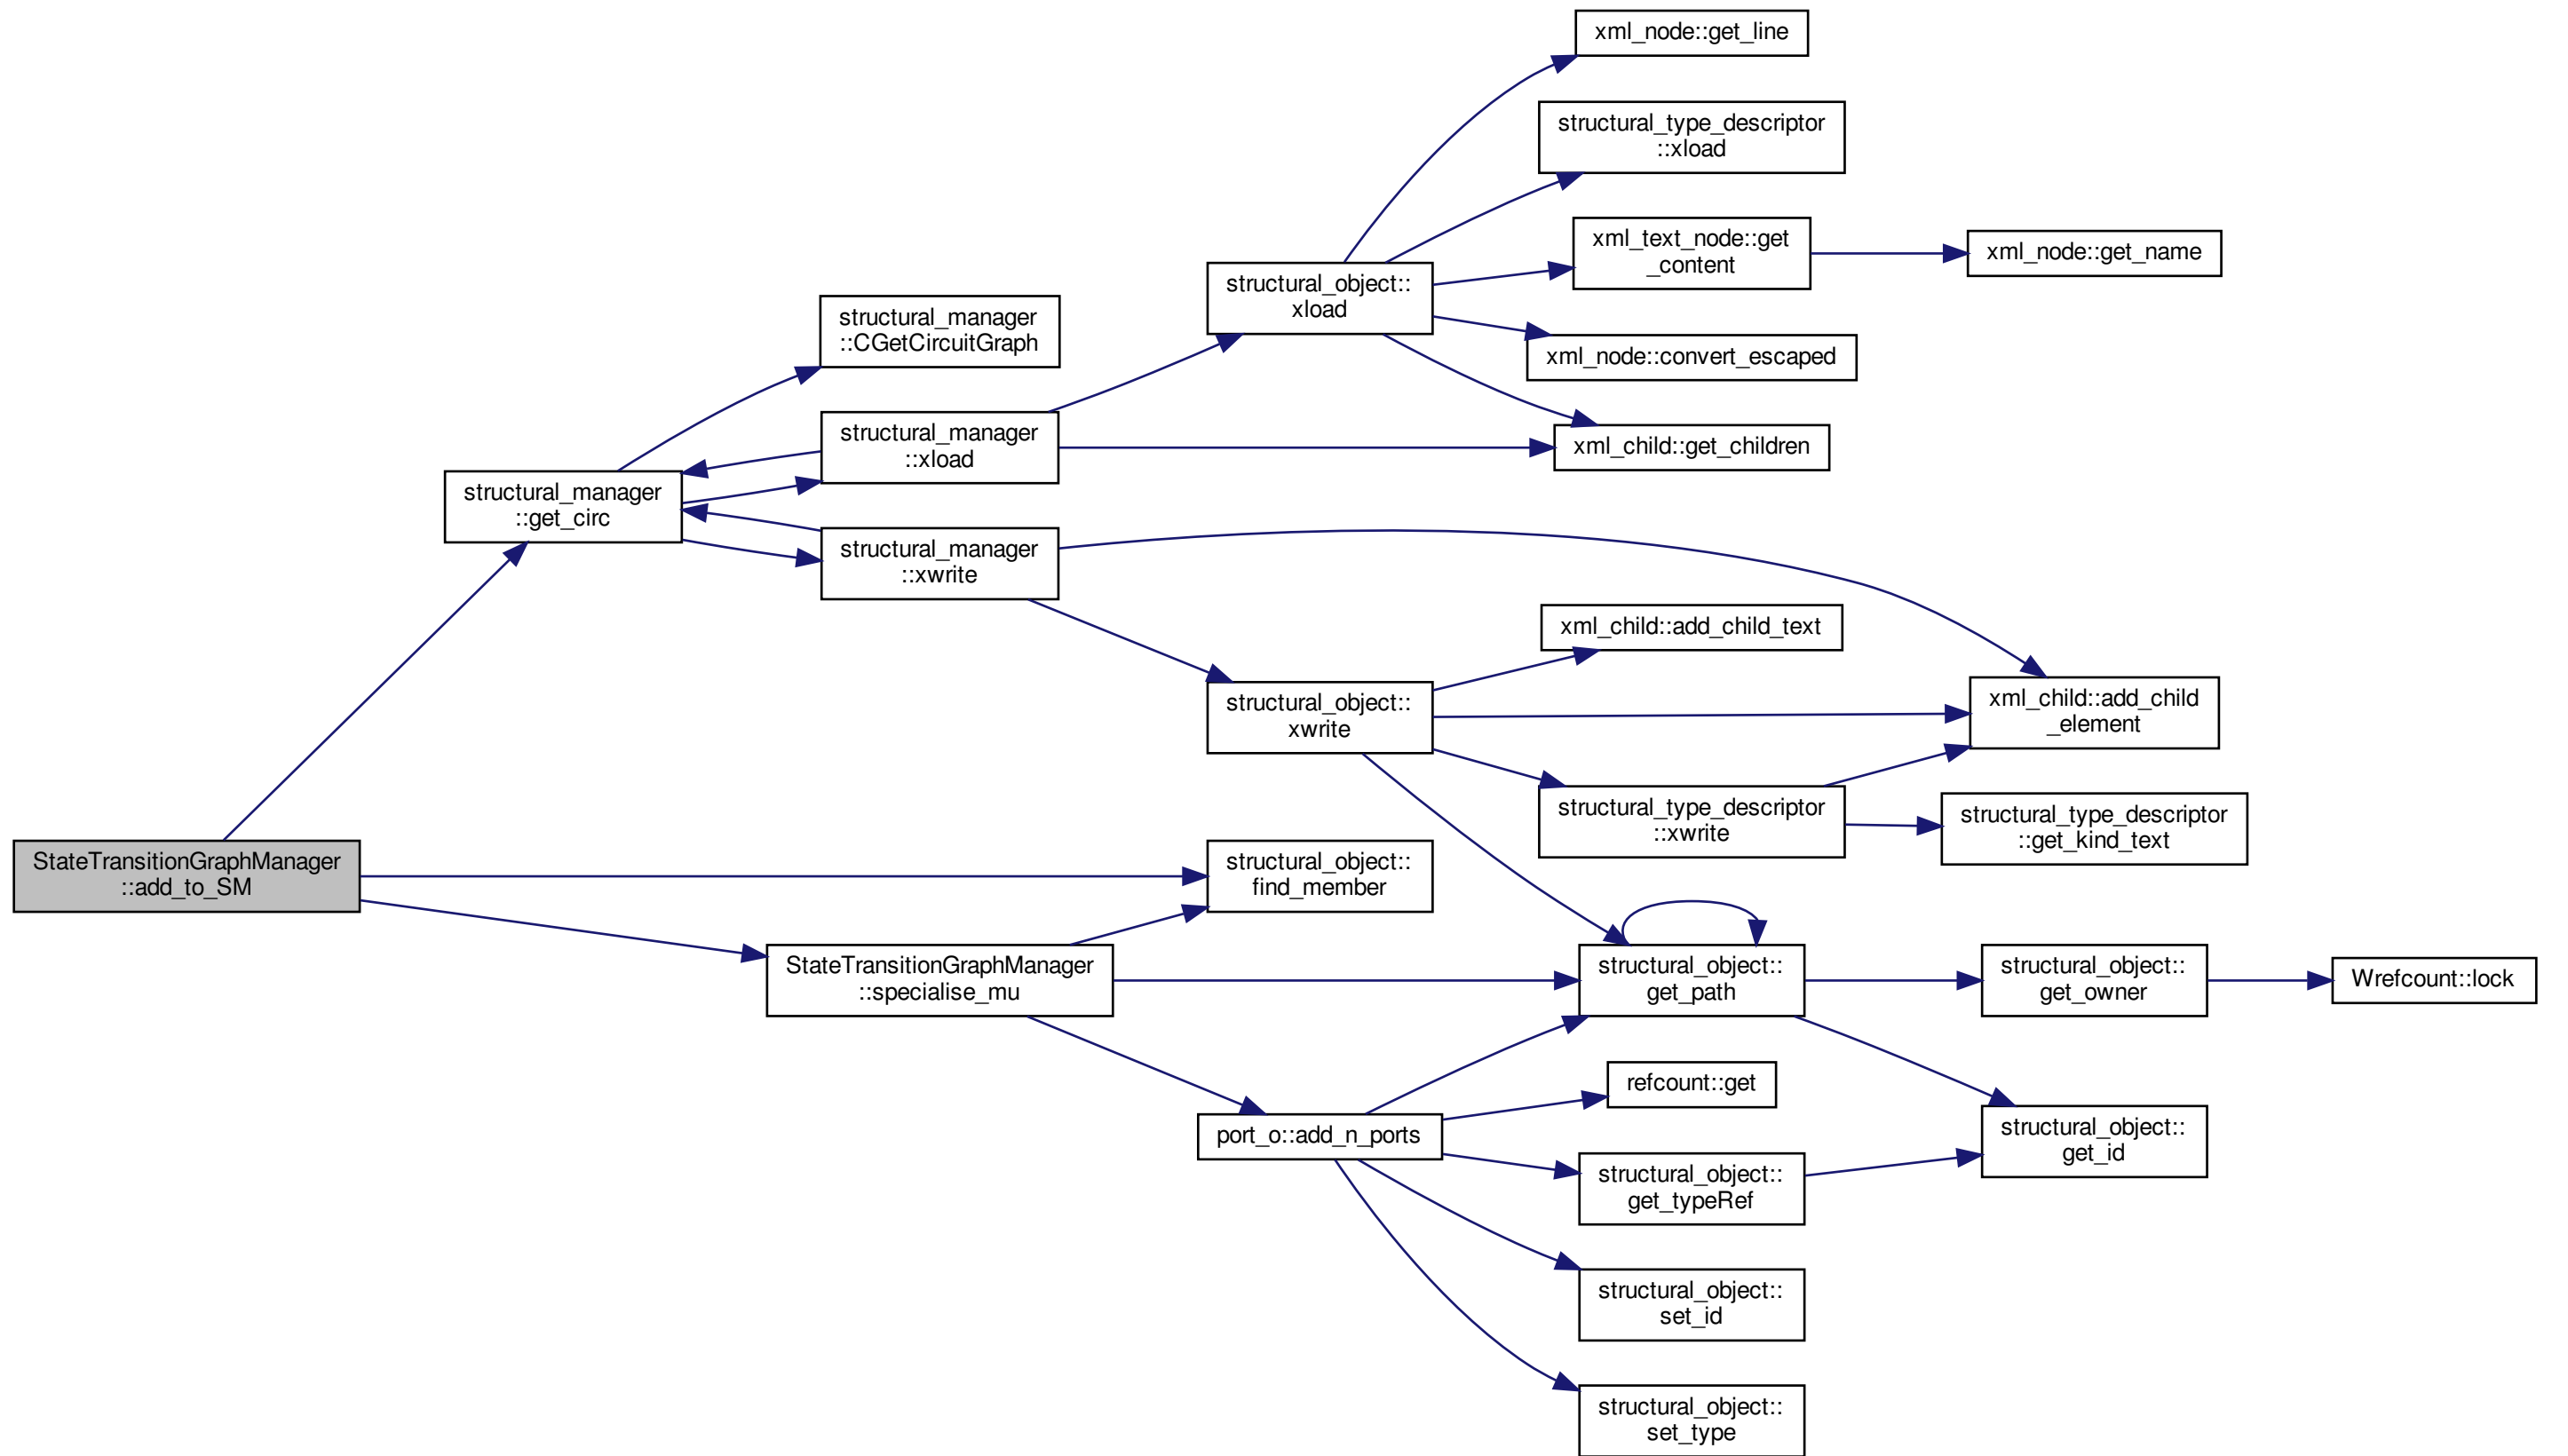 xml_node::get_line
structural_type_descriptor
::xload
xml_text_node::get
_content
xml_node::get_name
structural_object::
xload
structural_manager
::CGetCircuitGraph
xml_node::convert_escaped
structural_manager
::xload
xml_child::get_children
structural_manager
::get_circ
structural_manager
::xwrite
xml_child::add_child_text
structural_object::
xwrite
xml_child::add_child
_element
structural_type_descriptor
::xwrite
structural_type_descriptor
::get_kind_text
StateTransitionGraphManager
::add_to_SM
structural_object::
find_member
StateTransitionGraphManager
::specialise_mu
structural_object::
get_path
structural_object::
get_owner
Wrefcount::lock
refcount::get
port_o::add_n_ports
structural_object::
get_id
structural_object::
get_typeRef
structural_object::
set_id
structural_object::
set_type